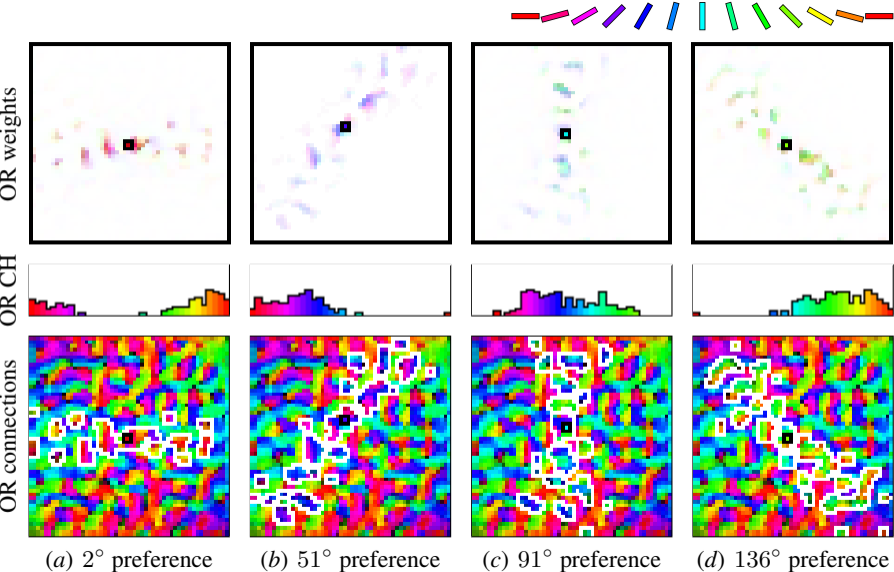 OR weights
OR CH
OR connections
(a) 2° preference
(b) 51° preference
(c) 91° preference
(d) 136° preference